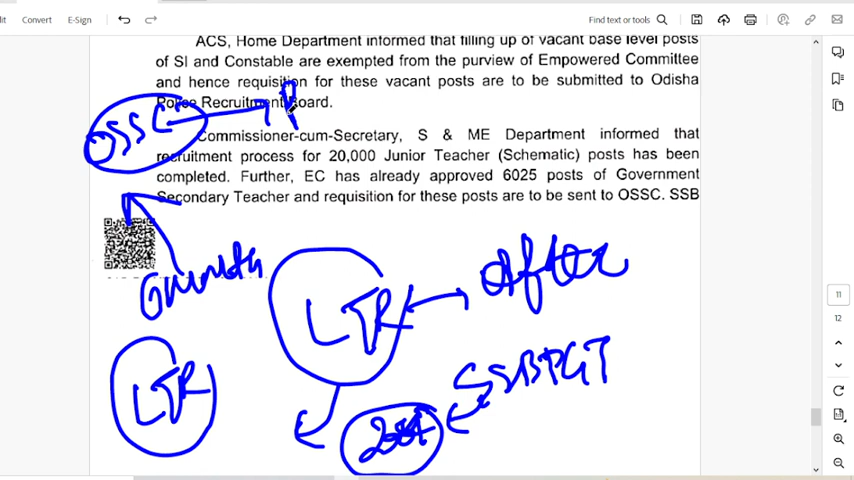 Convert E-Sign Find text or tools
ACS, Home Department informed that filling up of vacant base level posts
of SI and Constable are exempted from the purview of Empowered Committee
and hence requisition for these vacant posts are to be submitted to Odisha
Police Recruitment Board.
OSSC
Commissioner-cum-Secretary, S & ME Department informed that
recruitment process for 20,000 Junior Teacher (Schematic) posts has been
completed. Further, EC has already approved 6025 posts of Government
Secondary Teacher and requisition for these posts are to be sent to OSSC. SSB
After
LTR
LTR
SSBPGT
11
12